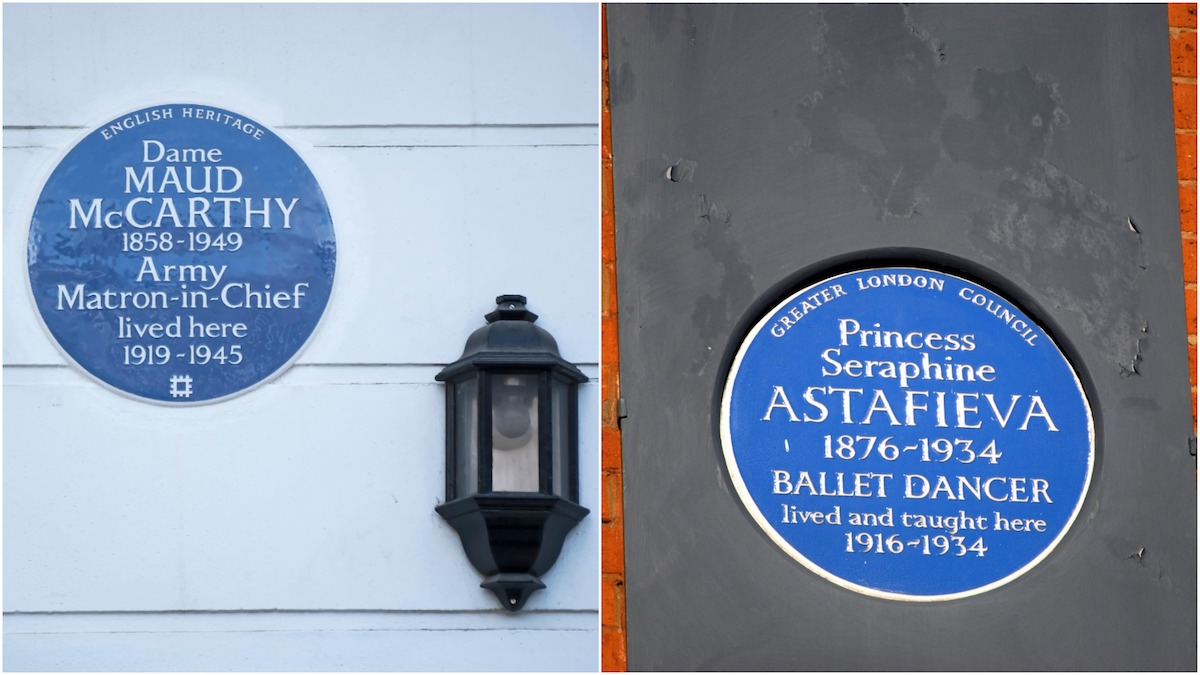 ENGLISH HERITAGE
Dame
MAUD
McCARTHY
1858-1949
Army
Matron-in-Chief
lived here
1919-1945
GREATER LONDON COUNCIL
Princess
Seraphine
ASTAFIEVA
1876~1934
BALLET DANCER
lived and taught here
1916~1934